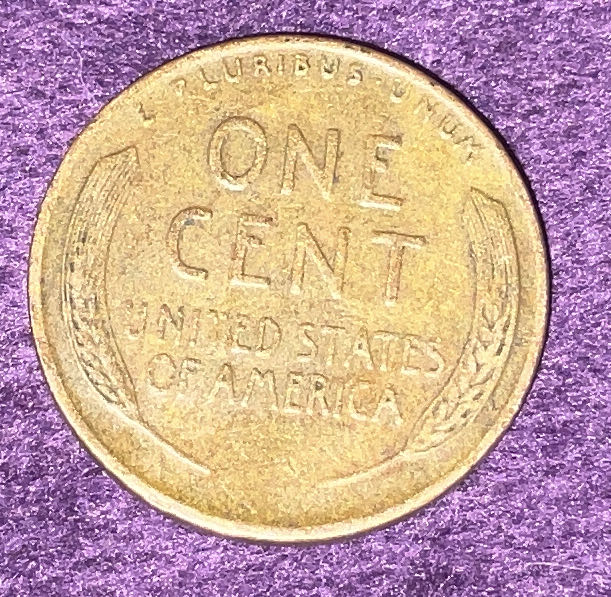 E PLURIBUS UNUM
ONE
CENT
UNITED STATES
OF AMERICA